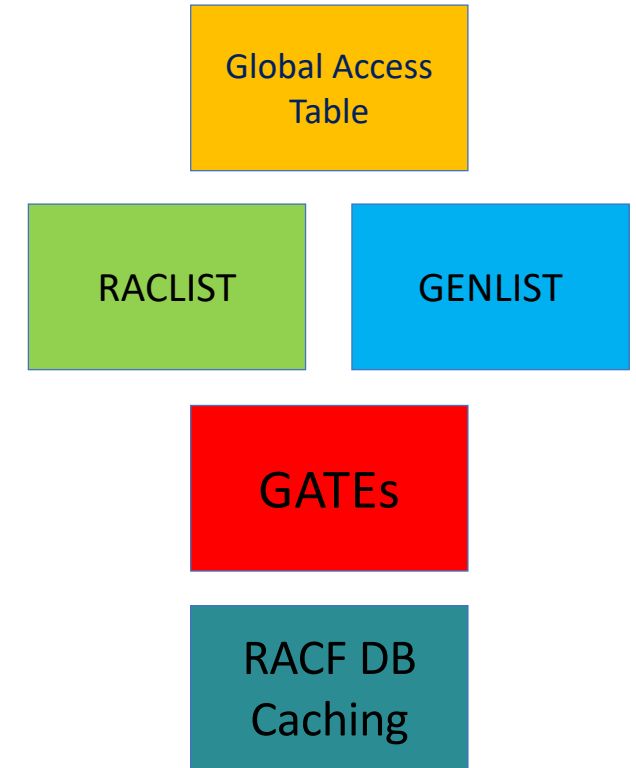 Global Access
Table
RACLIST
GENLIST
GATEs
RACF DB
Caching